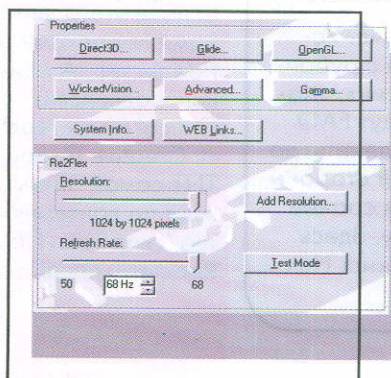 Properties
Direct3D... Glide... OpenGL...
WickedVision... Advanced... Gamma...
System Info... WEB Links...
Re2Flex
Resolution:
Add Resolution...
1024 by 1024 pixels
Refresh Rate:
Test Mode
50 68 Hz 68